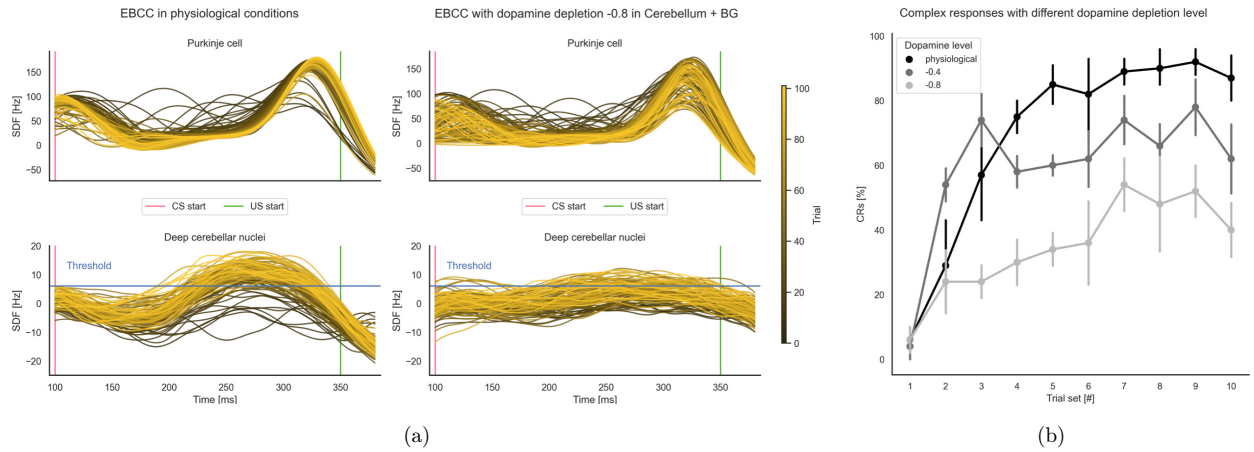 EBCC in physiological conditions
EBCC with dopamine depletion -0.8 in Cerebellum + BG
Complex responses with different dopamine depletion level
Purkinje cell
Purkinje cell
SDF [Hz]
150
100
50
0
−50
SDF [Hz]
150
100
50
0
−50
CS start
US start
CS start
US start
Deep cerebellar nuclei
Deep cerebellar nuclei
Threshold
Threshold
SDF [Hz]
20
10
0
−10
−20
SDF [Hz]
20
10
0
−10
−20
100
150
200
250
300
350
Time [ms]
100
150
200
250
300
350
Time [ms]
100
80
60
40
20
0
Trial
Dopamine level
physiological
-0.4
-0.8
CRs [%]
100
80
60
40
20
0
1
2
3
4
5
6
7
8
9
10
Trial set [#]
(a)
(b)